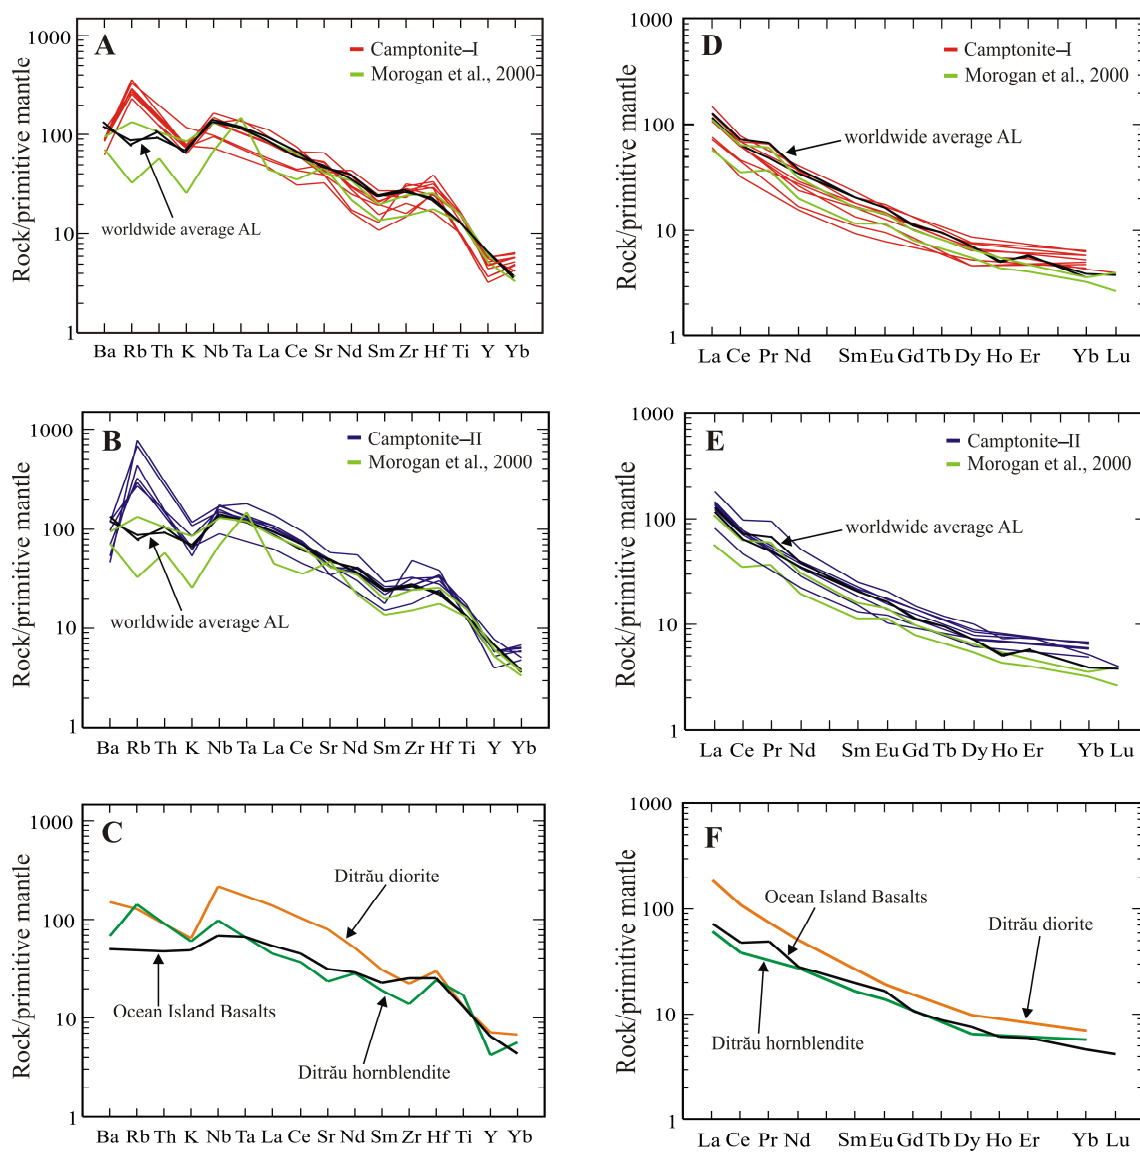 A
Camptonite–I
Morogan et al., 2000
worldwide average AL
Rock/primitive mantle
1000
100
10
1
Ba Rb Th K Nb Ta La Ce Sr Nd Sm Zr Hf Ti Y Yb
D
Camptonite–I
Morogan et al., 2000
worldwide average AL
Rock/primitive mantle
1000
100
10
1
La Ce Pr Nd Sm Eu Gd Tb Dy Ho Er Yb Lu
B
Camptonite–II
Morogan et al., 2000
worldwide average AL
Rock/primitive mantle
1000
100
10
1
Ba Rb Th K Nb Ta La Ce Sr Nd Sm Zr Hf Ti Y Yb
E
Camptonite–II
Morogan et al., 2000
worldwide average AL
Rock/primitive mantle
1000
100
10
1
La Ce Pr Nd Sm Eu Gd Tb Dy Ho Er Yb Lu
C
Ditrău diorite
Ocean Island Basalts
Ditrău hornblendite
Rock/primitive mantle
1000
100
10
1
Ba Rb Th K Nb Ta La Ce Sr Nd Sm Zr Hf Ti Y Yb
F
Ocean Island Basalts
Ditrău diorite
Ditrău hornblendite
Rock/primitive mantle
1000
100
10
1
La Ce Pr Nd Sm Eu Gd Tb Dy Ho Er Yb Lu